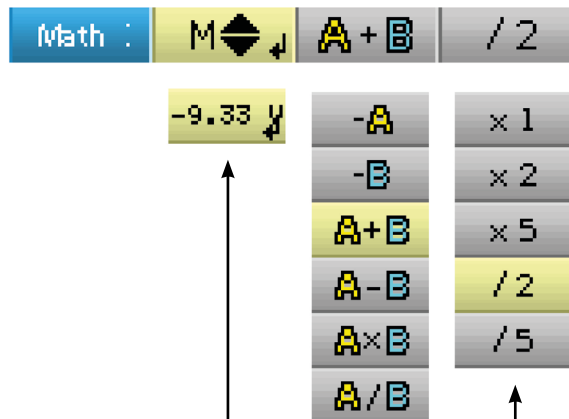 Math : M A+B /2
-9.33 y
-A
-B
A+B
A-B
A×B
A/B
x 1
x 2
x 5
/2
/5